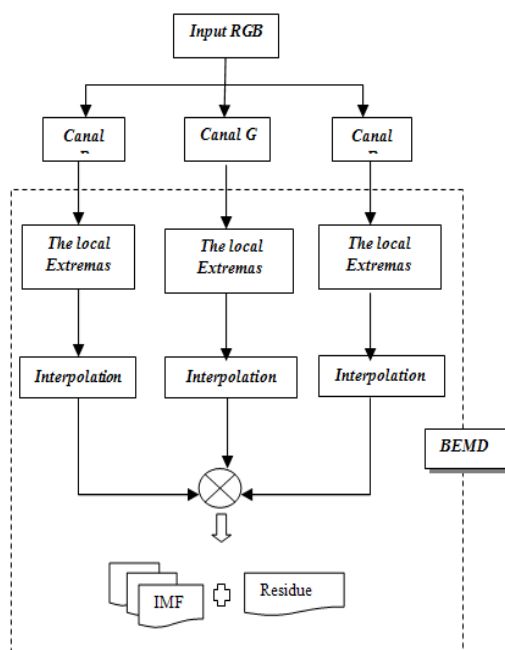 Input RGB
Canal
Canal G
Canal
The local
Extremas
The local
Extremas
The local
Extremas
Interpolation
Interpolation
Interpolation
BEMD
IMF
Residue